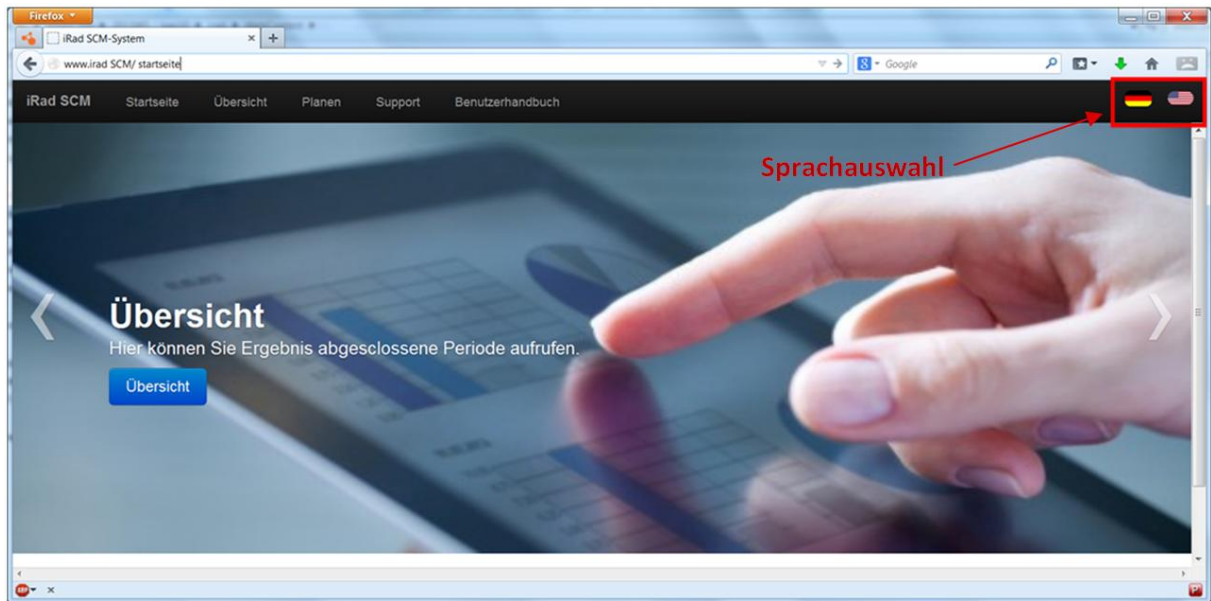 Firefox
iRad SCM-System
www.irad SCM/ startseite
Google
iRad SCM Startseite Übersicht Planen Support Benutzerhandbuch
Sprachauswahl
Übersicht
Hier können Sie Ergebnis abgesclossene Periode aufrufen.
Übersicht
ABP